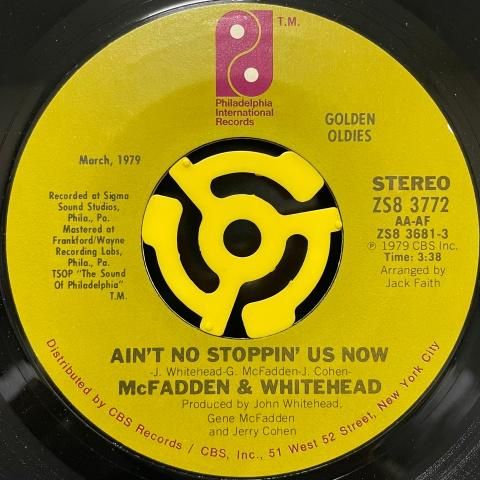 T.M.
Philadelphia
International
Records
GOLDEN
OLDIES
March, 1979
Recorded at Sigma
Sound Studios,
Phila., Pa.
Mastered at
Frankford/Wayne
Recording Labs,
Phila., Pa.
TSOP "The Sound
Of Philadelphia"
T.M.
STEREO
ZS8 3772
AA-AF
ZS8 3681-3
℗ 1979 CBS Inc.
Time: 3:38
Arranged by
Jack Faith
AIN'T NO STOPPIN' US NOW
-J. Whitehead-G. McFadden-J. Cohen-
McFADDEN & WHITEHEAD
Produced by John Whitehead,
Gene McFadden
and Jerry Cohen
Distributed by CBS Records / CBS, Inc., 51 West 52 Street, New York City